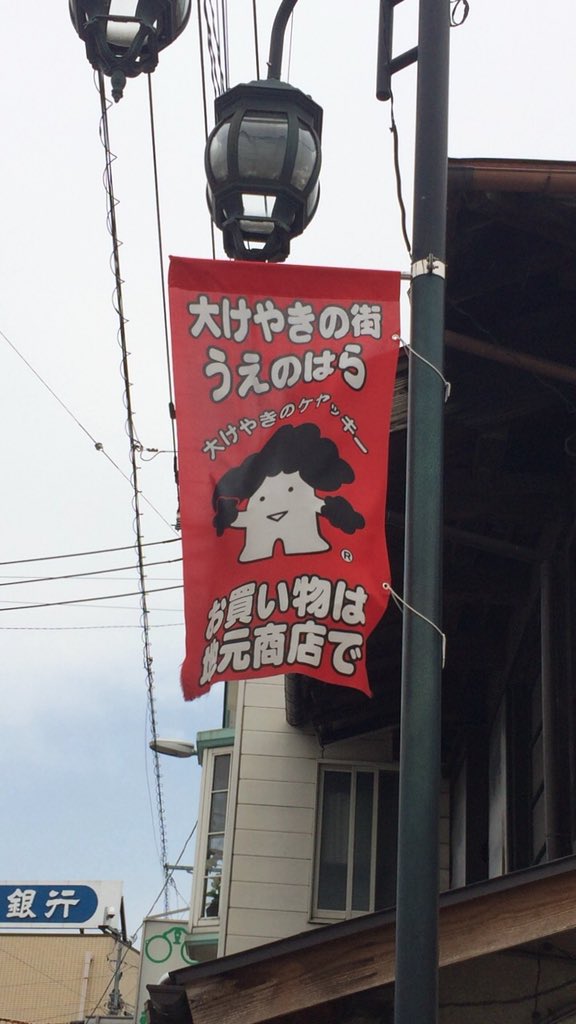 大けやきの街
うえのはら
大けやきのケヤッキー
®
お買い物は
地元商店で
銀行